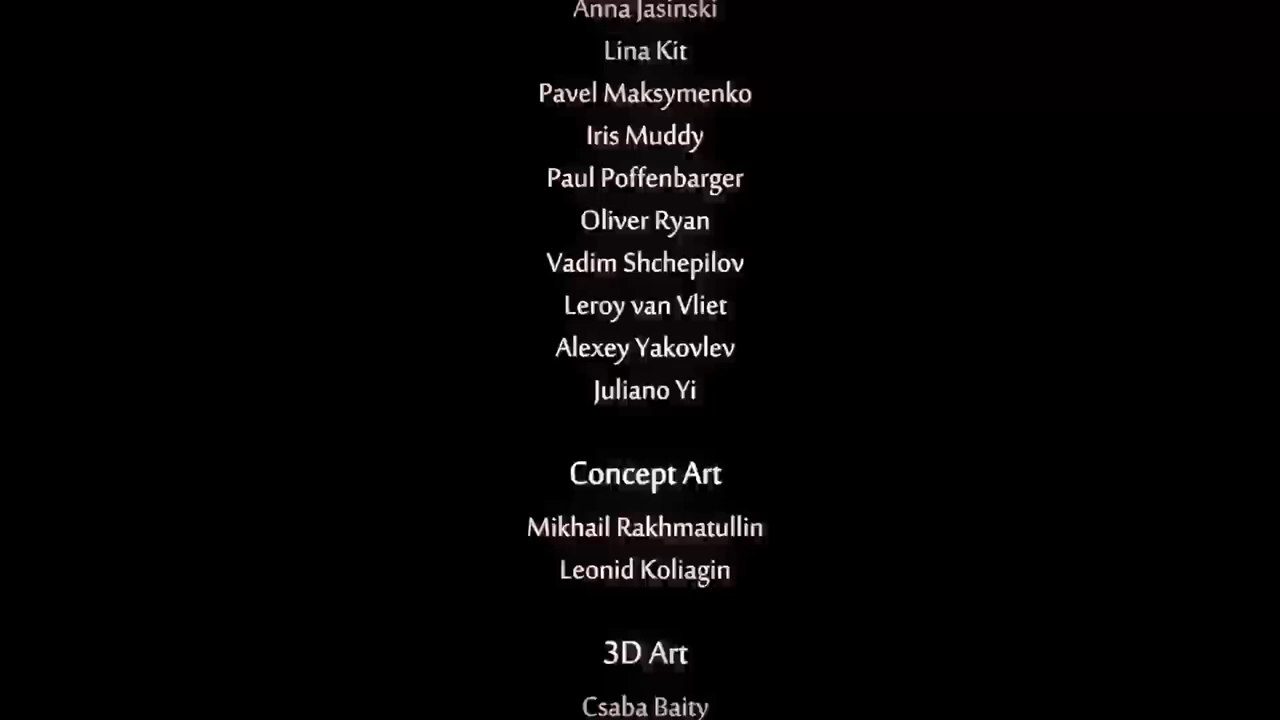 Anna Jasinski
Lina Kit
Pavel Maksymenko
Iris Muddy
Paul Poffenbarger
Oliver Ryan
Vadim Shchepilov
Leroy van Vliet
Alexey Yakovlev
Juliano Yi
Concept Art
Mikhail Rakhmatullin
Leonid Koliagin
3D Art
Csaba Baity